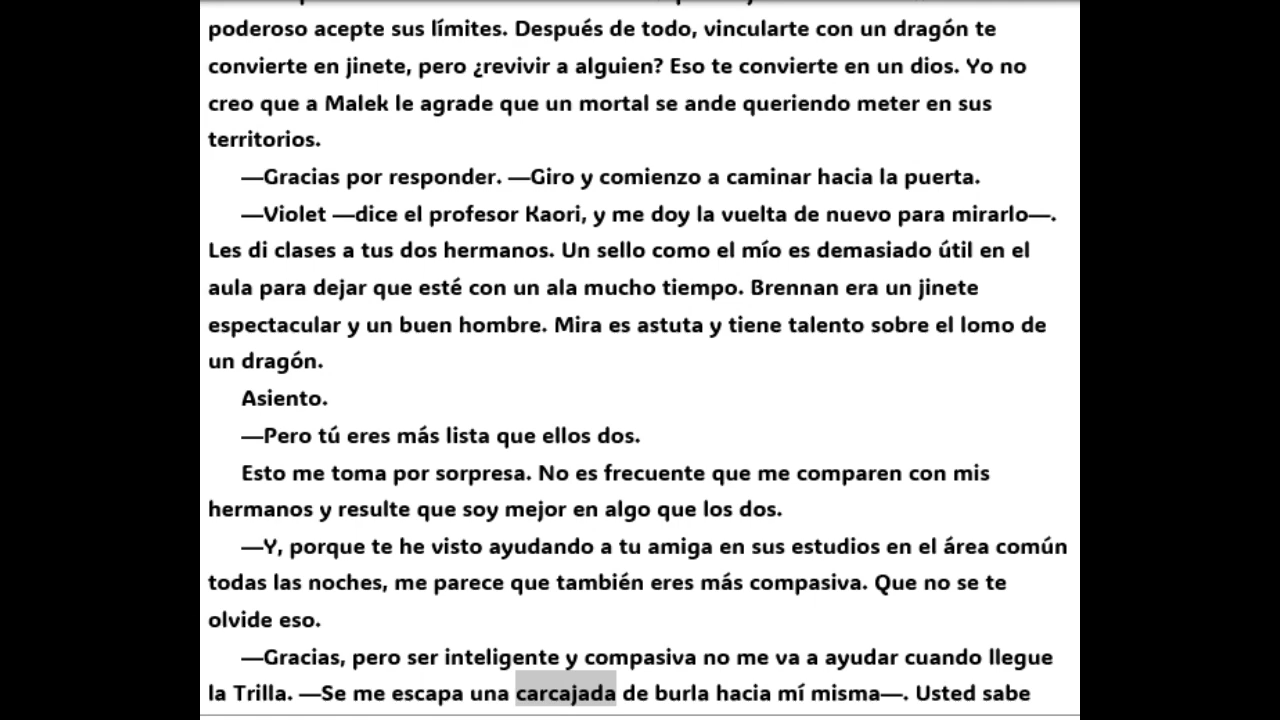 poderoso acepte sus límites. Después de todo, vincularte con un dragón te
convierte en jinete, pero ¿revivir a alguien? Eso te convierte en un dios. Yo no
creo que a Malek le agrade que un mortal se ande queriendo meter en sus
territorios.
—Gracias por responder. —Giro y comienzo a caminar hacia la puerta.
—Violet —dice el profesor Kaori, y me doy la vuelta de nuevo para mirarlo—.
Les di clases a tus dos hermanos. Un sello como el mío es demasiado útil en el
aula para dejar que esté con un ala mucho tiempo. Brennan era un jinete
espectacular y un buen hombre. Mira es astuta y tiene talento sobre el lomo de
un dragón.
Asiento.
—Pero tú eres más lista que ellos dos.
Esto me toma por sorpresa. No es frecuente que me comparen con mis
hermanos y resulte que soy mejor en algo que los dos.
—Y, porque te he visto ayudando a tu amiga en sus estudios en el área común
todas las noches, me parece que también eres más compasiva. Que no se te
olvide eso.
—Gracias, pero ser inteligente y compasiva no me va a ayudar cuando llegue
la Trilla. —Se me escapa una carcajada de burla hacia mí misma—. Usted sabe